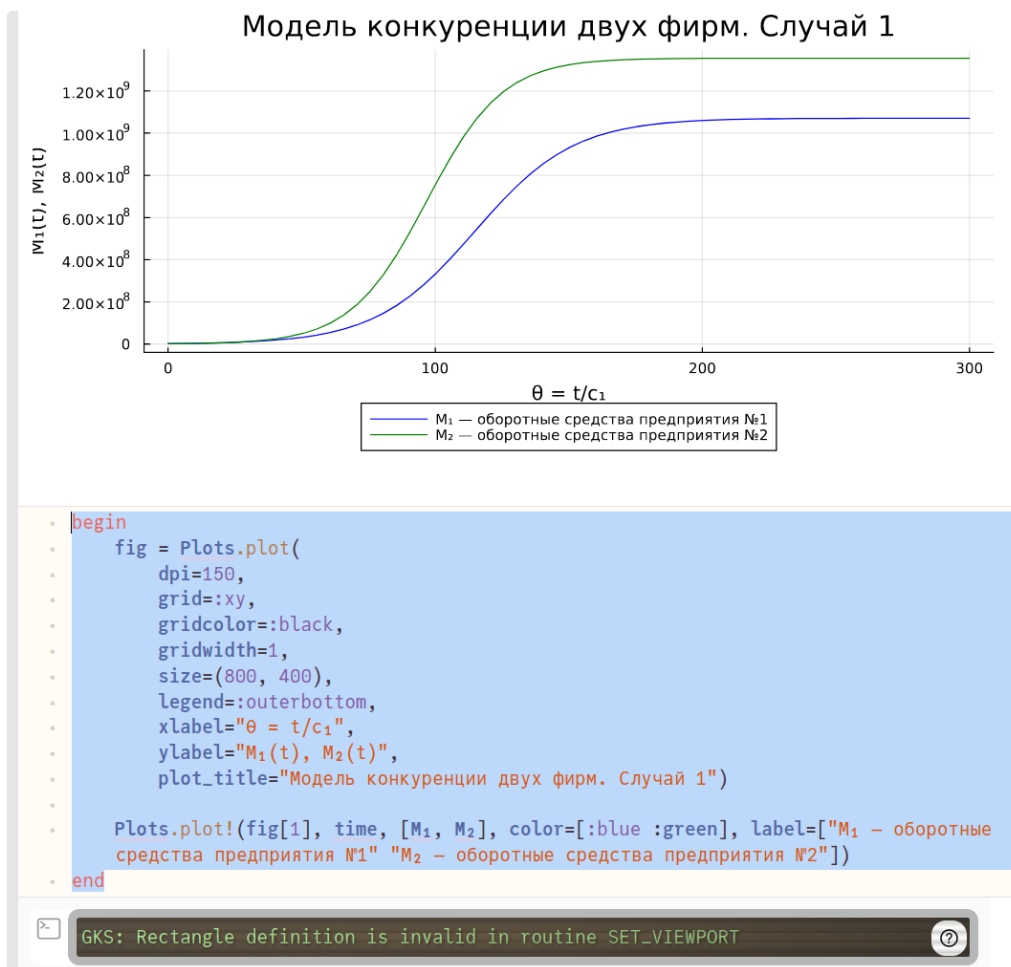 Модель конкуренции двух фирм. Случай 1
1.20×10⁹
1.00×10⁹
8.00×10⁸
6.00×10⁸
4.00×10⁸
2.00×10⁸
0
M₁(t), M₂(t)
0 100 200 300
θ = t/c₁
M₁ — оборотные средства предприятия №1
M₂ — оборотные средства предприятия №2
begin
fig = Plots.plot(
dpi=150,
grid=:xy,
gridcolor=:black,
gridwidth=1,
size=(800, 400),
legend=:outerbottom,
xlabel="θ = t/c₁",
ylabel="M₁(t), M₂(t)",
plot_title="Модель конкуренции двух фирм. Случай 1")
Plots.plot!(fig[1], time, [M₁, M₂], color=[:blue :green], label=["M₁ — оборотные
средства предприятия №1" "M₂ — оборотные средства предприятия №2"])
end
GKS: Rectangle definition is invalid in routine SET_VIEWPORT